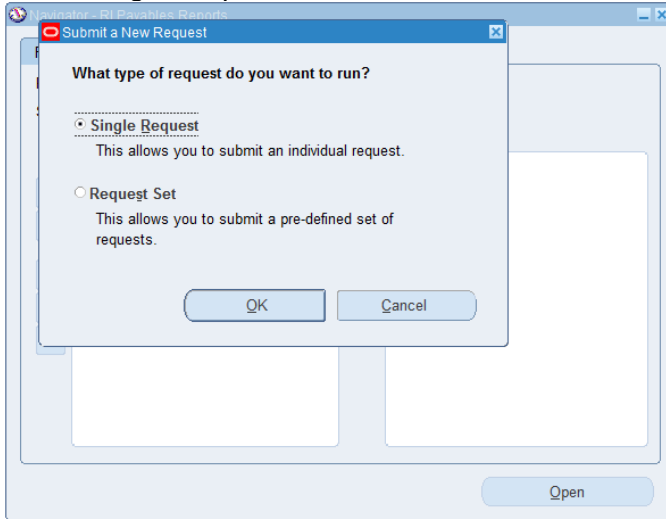 Navigator - RI Payables Reports
Submit a New Request
What type of request do you want to run?
Single Request
This allows you to submit an individual request.
Request Set
This allows you to submit a pre-defined set of
requests.
OK
Cancel
Open